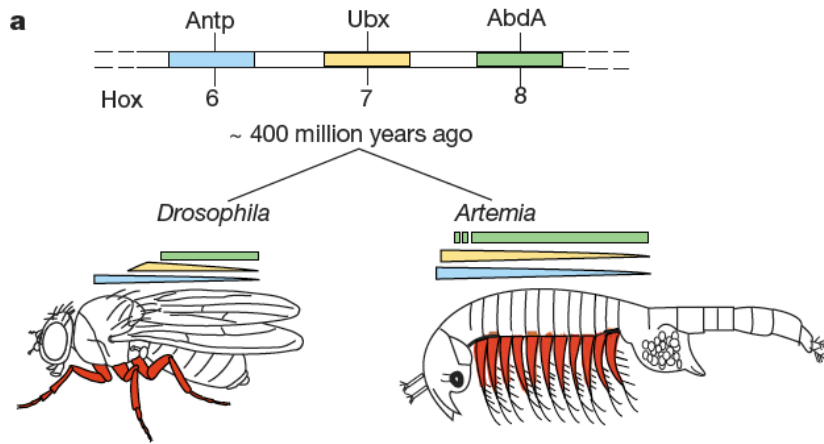 a
Antp Ubx AbdA
Hox 6 7 8
~ 400 million years ago
Drosophila Artemia